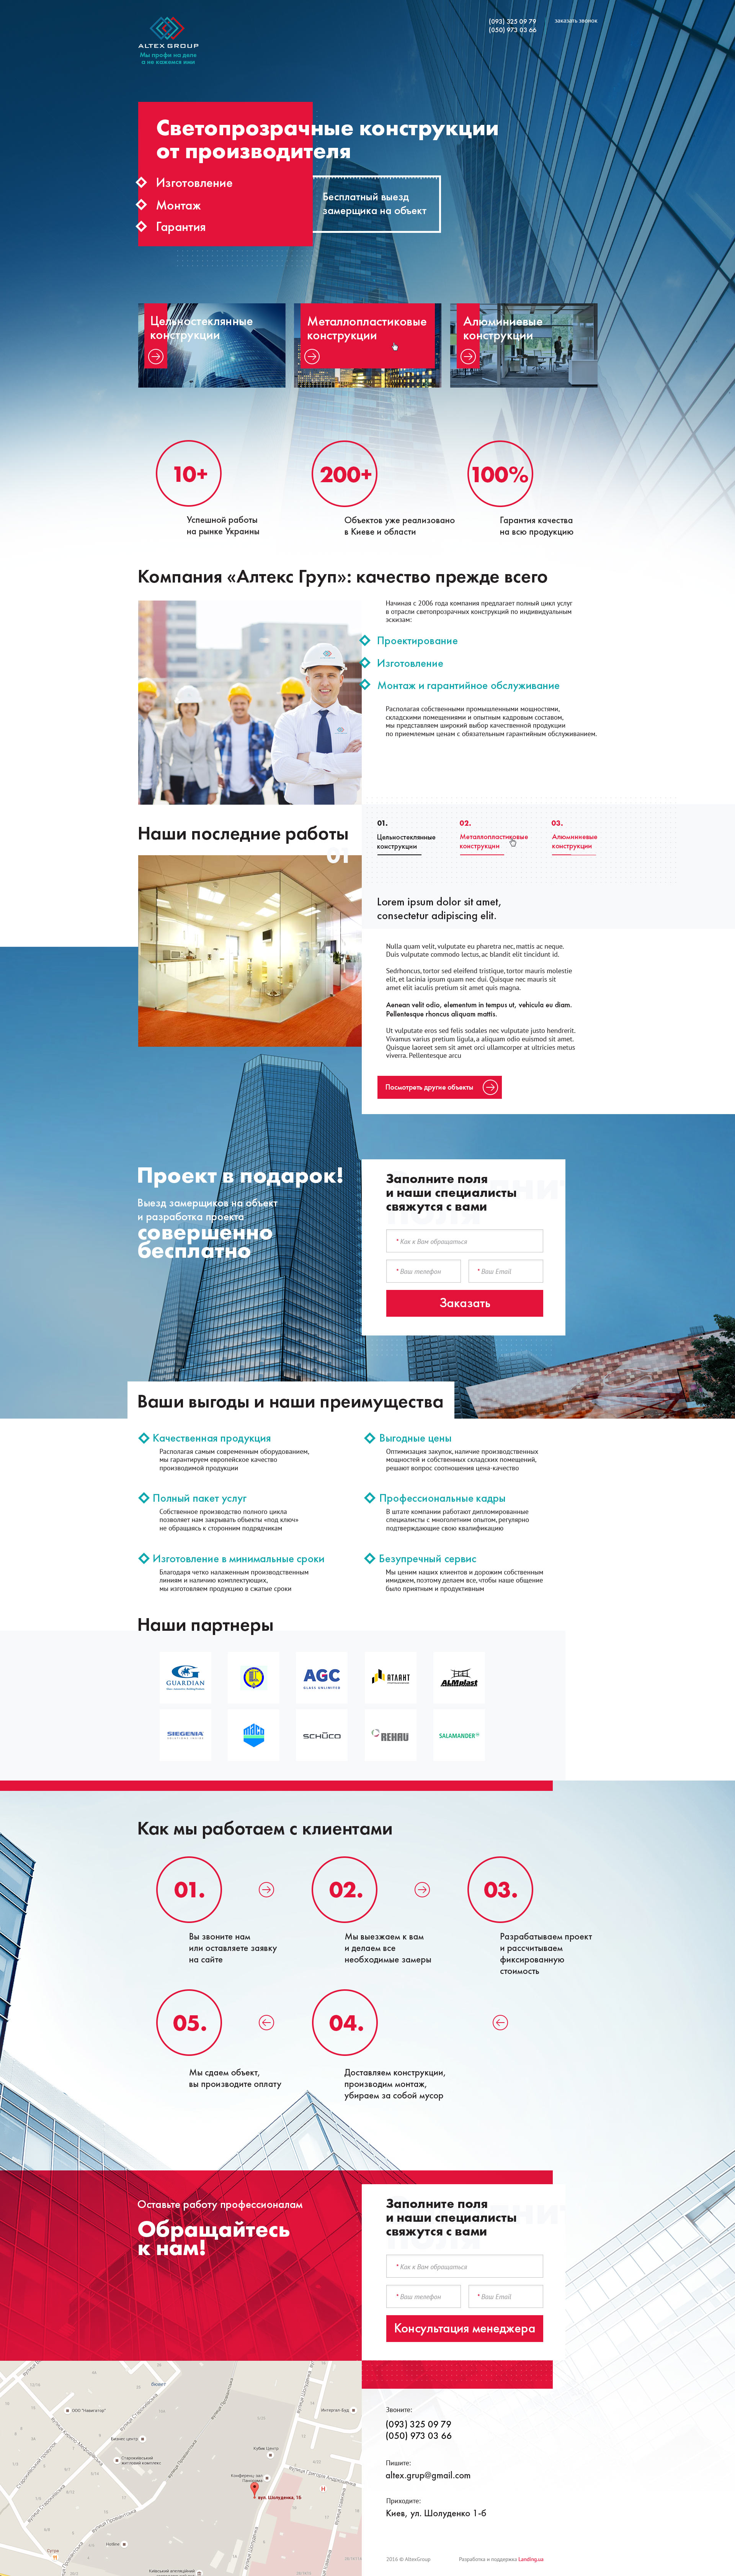 ALTEX GROUP
Мы профи на деле
а не кажимся ими
(093) 325 09 79
(050) 973 03 66
заказать звонок
Светопрозрачные конструкции
от производителя
Изготовление
Монтаж
Гарантия
Бесплатный выезд
замерщика на объект
Цельностеклянные
конструкции
Металлопластиковые
конструкции
Алюминиевые
конструкции
10+
200+
100%
Успешной работы
на рынке Украины
Объектов уже реализовано
в Киеве и области
Гарантия качества
на всю продукцию
Компания «Алтекс Груп»: качество прежде всего
Начиная с 2006 года компания предлагает полный цикл услуг
в отрасли светопрозрачных конструкций по индивидуальным
эскизам:
Проектирование
Изготовление
Монтаж и гарантийное обслуживание
Располагая собственными промышленными мощностями,
складскими помещениями и опытным кадровым составом,
мы представляем широкий выбор качественной продукции
по приемлемым ценам с обязательным гарантийным обслуживанием.
Наши последние работы
01
01.
Цельностеклянные
конструкции
02.
Металлопластиковые
конструкции
03.
Алюминиевые
конструкции
Lorem ipsum dolor sit amet,
consectetur adipiscing elit.
Nulla quam velit, vulputate eu pharetra nec, mattis ac neque.
Duis vulputate commodo lectus, ac blandit elit tincidunt id.
Sedrhoncus, tortor sed eleifend tristique, tortor mauris molestie
elit, et lacinia ipsum quam nec dui. Quisque nec mauris sit
amet elit iaculis pretium sit amet quis magna.
Aenean velit odio, elementum in tempus ut, vehicula eu diam.
Pellentesque rhoncus aliquam mattis.
Ut vulputate eros sed felis sodales nec vulputate justo hendrerit.
Vivamus varius pretium ligula, a aliquam odio euismod sit amet.
Quisque laoreet sem sit amet orci ullamcorper at ultricies metus
viverra. Pellentesque arcu
Посмотреть другие объекты
Проект в подарок!
Выезд замерщиков на объект
и разработка проекта
совершенно
бесплатно
Заполните поля
и наши специалисты
свяжутся с вами
* Как к Вам обращаться
* Ваш телефон
* Ваш Email
Заказать
Ваши выгоды и наши преимущества
Качественная продукция
Располагая самым современным оборудованием,
мы гарантируем европейское качество
производимой продукции
Выгодные цены
Оптимизация закупок, наличие производственных
мощностей и собственных складских помещений,
решают вопрос соотношения цена-качество
Полный пакет услуг
Собственное производство полного цикла
позволяет нам закрывать объекты «под ключ»
не обращаясь к сторонним подрядчикам
Профессиональные кадры
В штате компании работают дипломированные
специалисты с многолетним опытом, регулярно
подтверждающие свою квалификацию
Изготовление в минимальные сроки
Благодаря четко налаженным производственным
линиям и наличию комплектующих,
мы изготовляем продукцию в сжатые сроки
Безупречный сервис
Мы ценим наших клиентов и дорожим собственным
имиджем, поэтому делаем все, чтобы наше общение
было приятным и продуктивным
Наши партнеры
GUARDIAN
AGC
GLASS UNLIMITED
АТЛАНТ
ALMplast
SIEGENIA
maco
SCHÜCO
REHAU
SALAMANDER
Как мы работаем с клиентами
01.
02.
03.
Вы звоните нам
или оставляете заявку
на сайте
Мы выезжаем к вам
и делаем все
необходимые замеры
Разрабатываем проект
и рассчитываем
фиксированную
стоимость
05.
04.
Мы сдаем объект,
вы производите оплату
Доставляем конструкции,
производим монтаж,
убираем за собой мусор
Оставьте работу профессионалам
Обращайтесь
к нам!
Заполните поля
и наши специалисты
свяжутся с вами
* Как к Вам обращаться
* Ваш телефон
* Ваш Email
Консультация менеджера
ООО "Навигатор"
Бизнес центр
Кубик Центр
Интергал-Буд
вул. Шолуденка, 1Б
Звоните:
(093) 325 09 79
(050) 973 03 66
Пишите:
altex.grup@gmail.com
Приходите:
Киев, ул. Шолуденко 1-б
2016 © AltexGroup
Разработка и поддержка Landing.ua